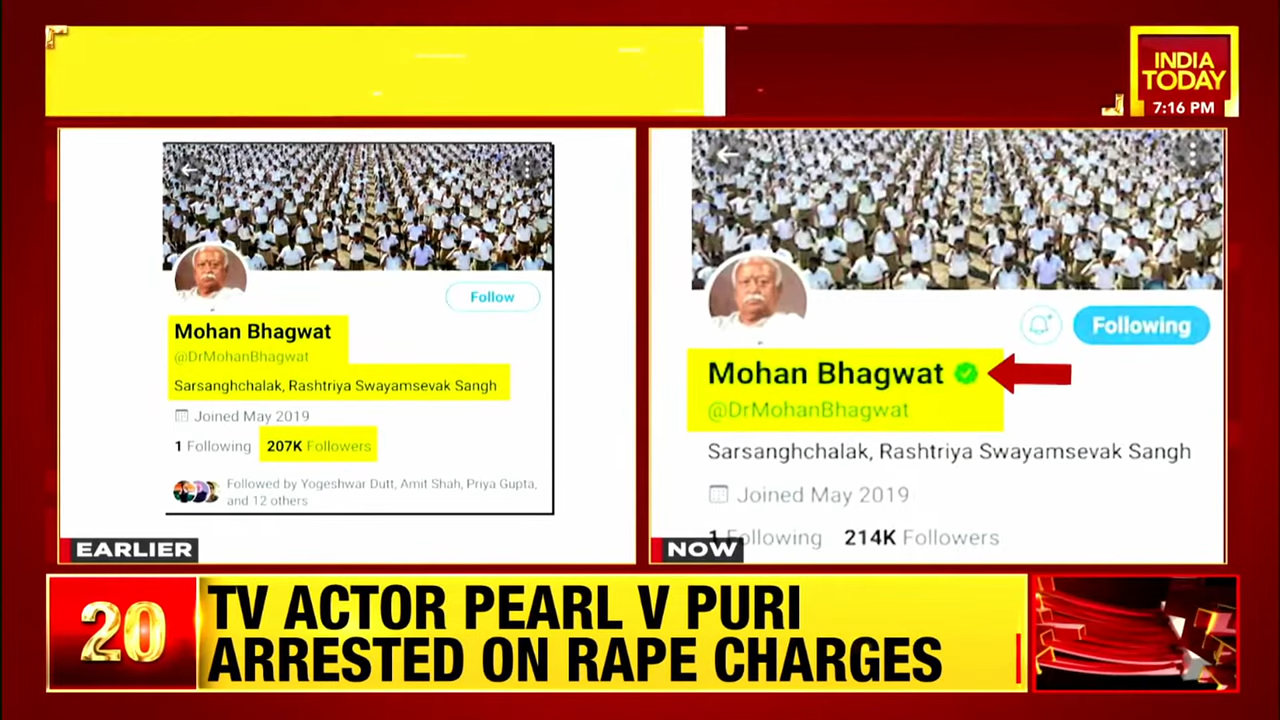 INDIA
TODAY
7:16 PM
Follow
Mohan Bhagwat
@DrMohanBhagwat
Sarsanghchalak, Rashtriya Swayamsevak Sangh
Joined May 2019
1 Following 207K Followers
Followed by Yogeshwar Dutt, Amit Shah, Priya Gupta,
and 12 others
EARLIER
Following
Mohan Bhagwat
@DrMohanBhagwat
Sarsanghchalak, Rashtriya Swayamsevak Sangh
Joined May 2019
1 Following 214K Followers
NOW
20
TV ACTOR PEARL V PURI
ARRESTED ON RAPE CHARGES